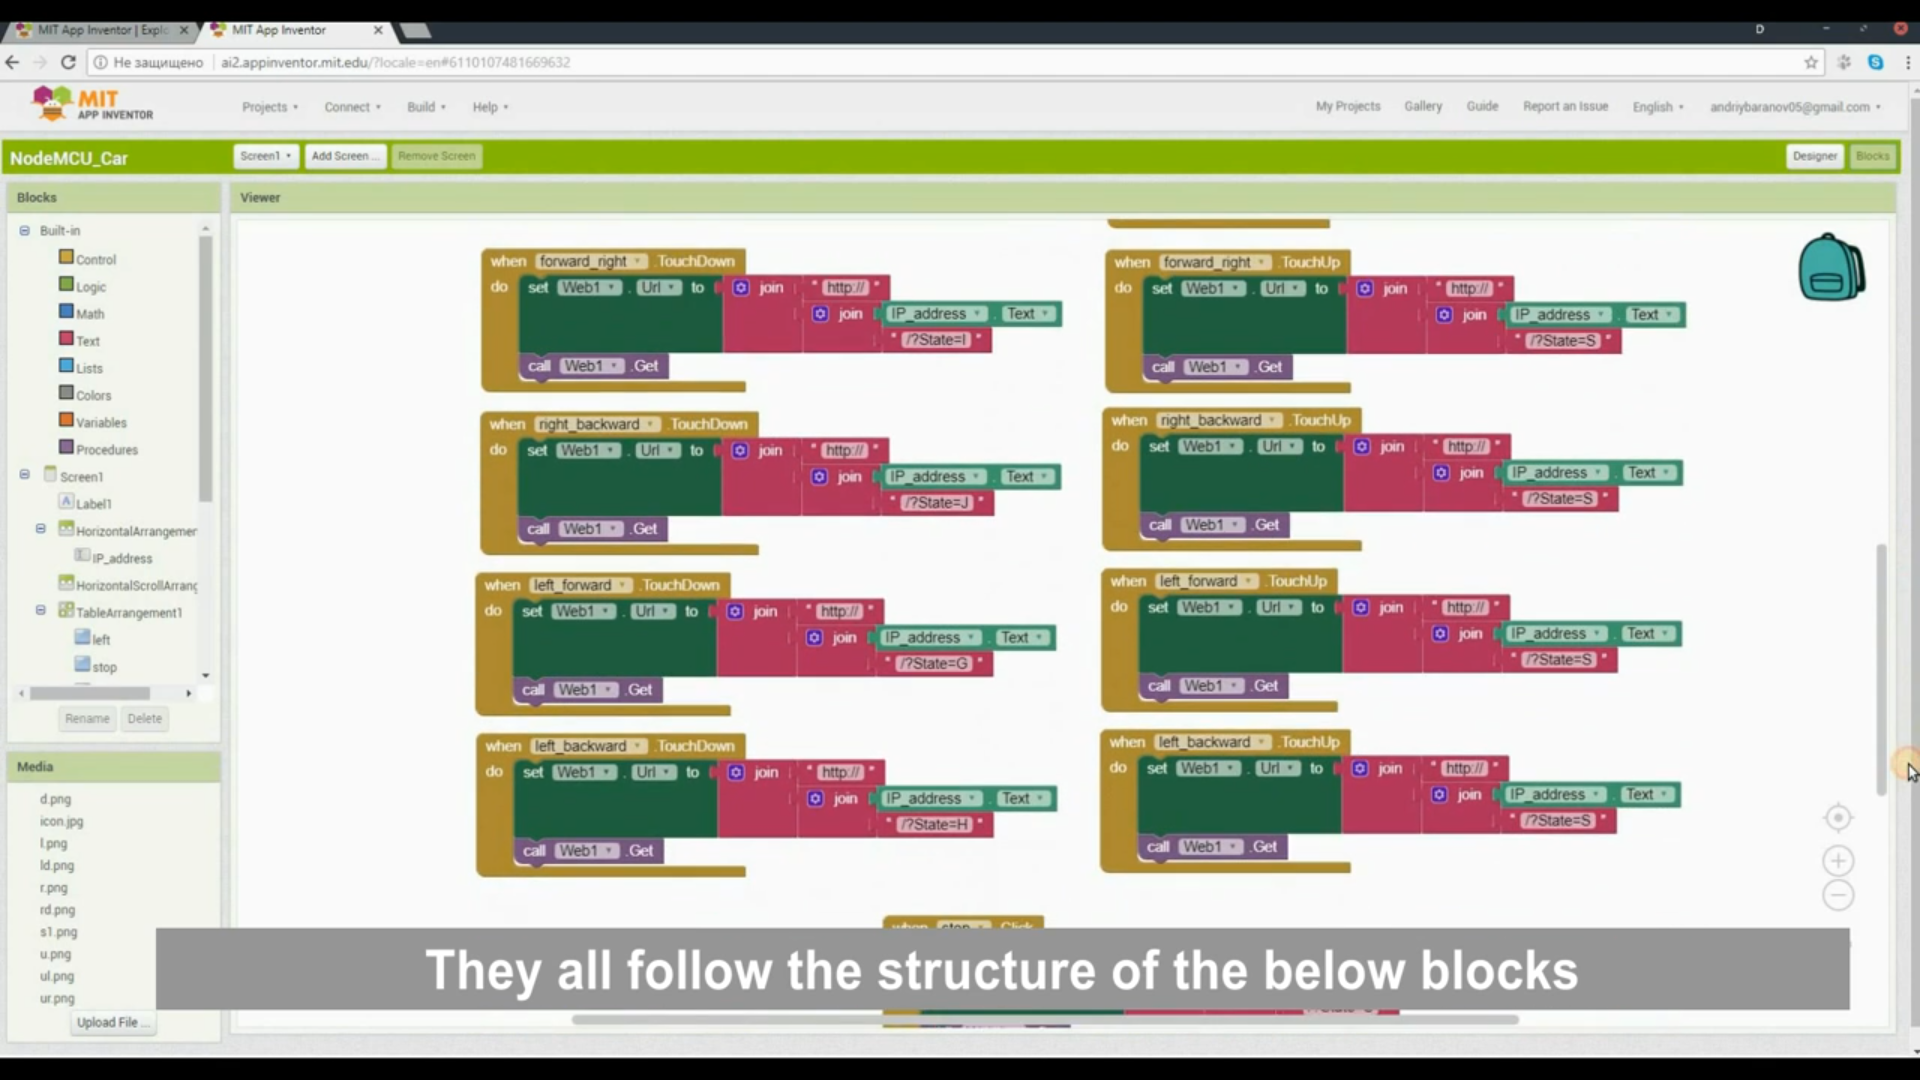 MIT App Inventor | Explo
MIT App Inventor
D
Не защищено
ai2.appinventor.mit.edu/?locale=en#6110107481669632
MIT
APP INVENTOR
Projects
Connect
Build
Help
My Projects
Gallery
Guide
Report an Issue
English
andriybaranov05@gmail.com
NodeMCU_Car
Screen1
Add Screen ...
Remove Screen
Designer
Blocks
Blocks
Viewer
Built-in
Control
Logic
Math
Text
Lists
Colors
Variables
Procedures
Screen1
Label1
HorizontalArrangemen
IP_address
HorizontalScrollArrang
TableArrangement1
left
stop
Rename
Delete
Media
d.png
icon.jpg
l.png
ld.png
r.png
rd.png
s1.png
u.png
ul.png
ur.png
Upload File ...
when forward_right .TouchDown
do set Web1 . Url to join " http:// "
join IP_address . Text
" /?State=I "
call Web1 .Get
when forward_right .TouchUp
do set Web1 . Url to join " http:// "
join IP_address . Text
" /?State=S "
call Web1 .Get
when right_backward .TouchDown
do set Web1 . Url to join " http:// "
join IP_address . Text
" /?State=J "
call Web1 .Get
when right_backward .TouchUp
do set Web1 . Url to join " http:// "
join IP_address . Text
" /?State=S "
call Web1 .Get
when left_forward .TouchDown
do set Web1 . Url to join " http:// "
join IP_address . Text
" /?State=G "
call Web1 .Get
when left_forward .TouchUp
do set Web1 . Url to join " http:// "
join IP_address . Text
" /?State=S "
call Web1 .Get
when left_backward .TouchDown
do set Web1 . Url to join " http:// "
join IP_address . Text
" /?State=H "
call Web1 .Get
when left_backward .TouchUp
do set Web1 . Url to join " http:// "
join IP_address . Text
" /?State=S "
call Web1 .Get
when stop .Click
They all follow the structure of the below blocks